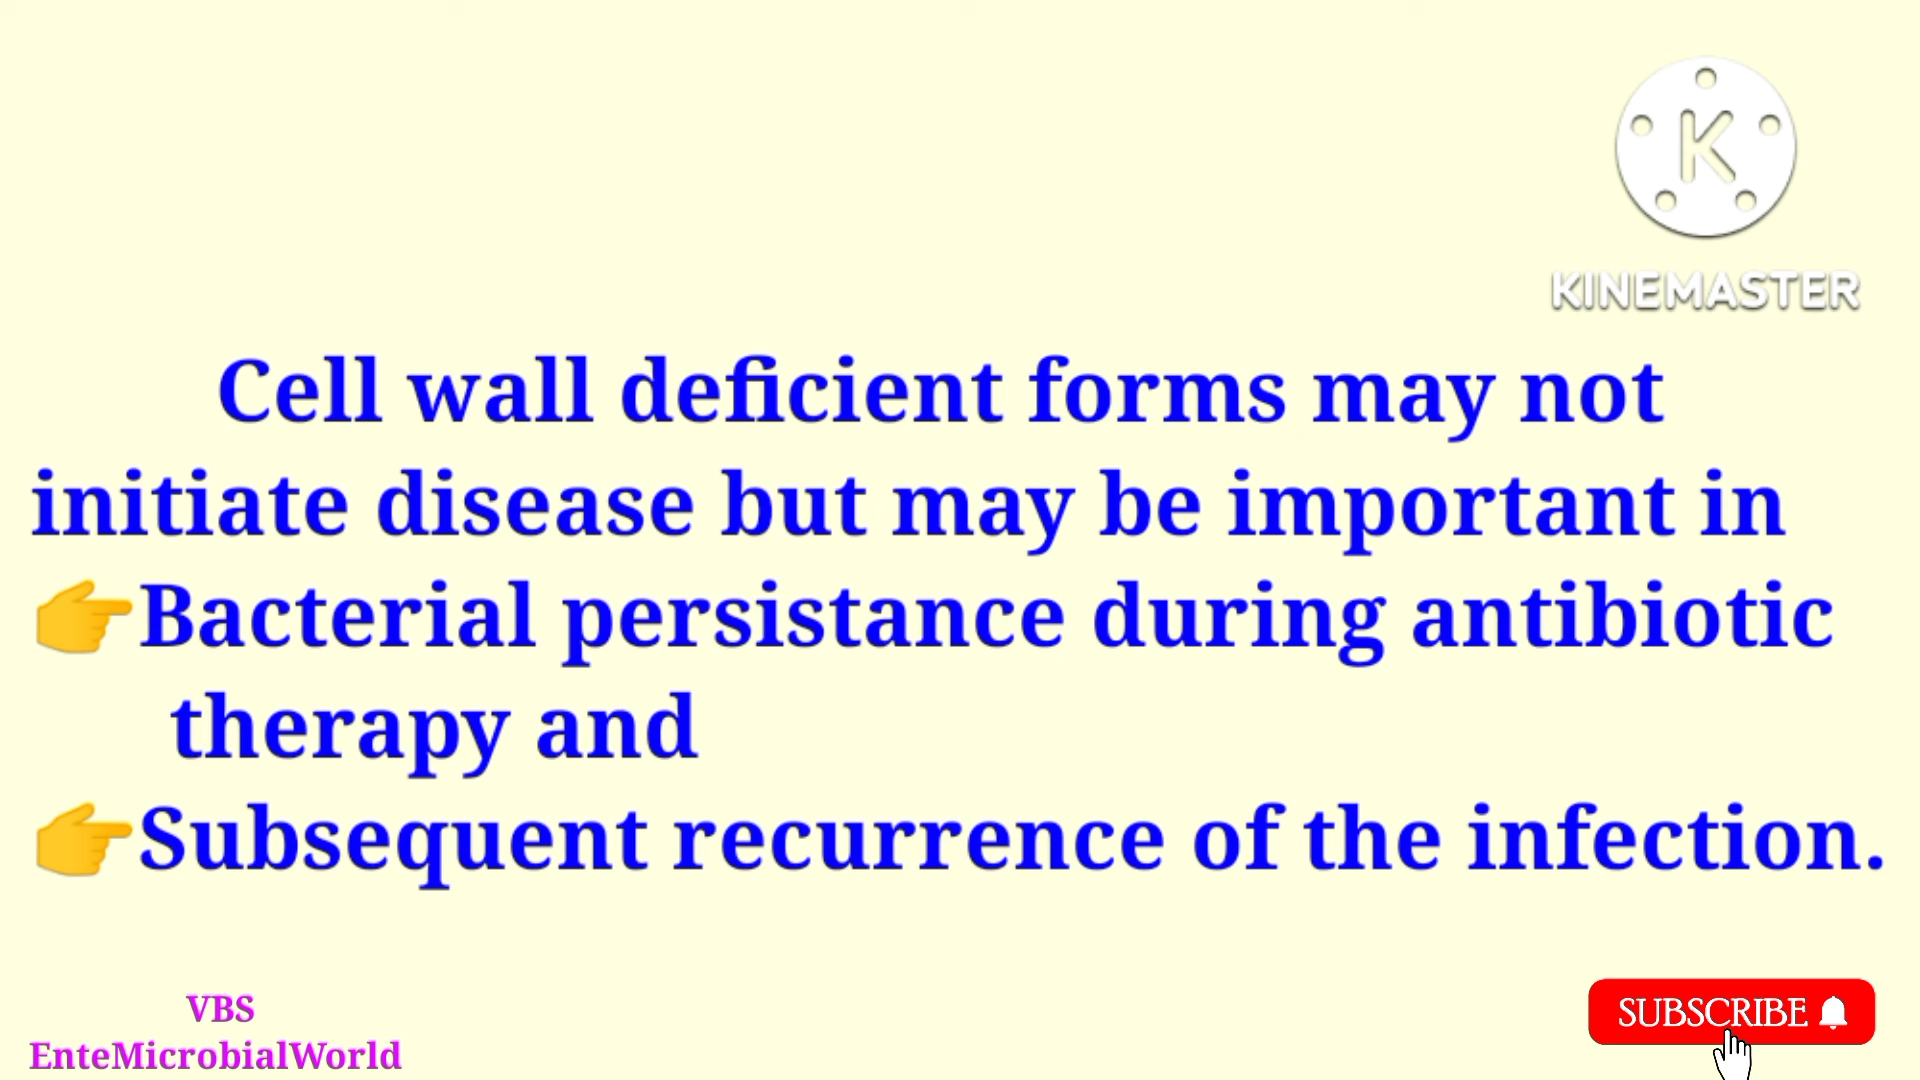 KINEMASTER
Cell wall deficient forms may not
initiate disease but may be important in
👉Bacterial persistance during antibiotic
therapy and
👉Subsequent recurrence of the infection.
VBS
EnteMicrobialWorld
SUBSCRIBE